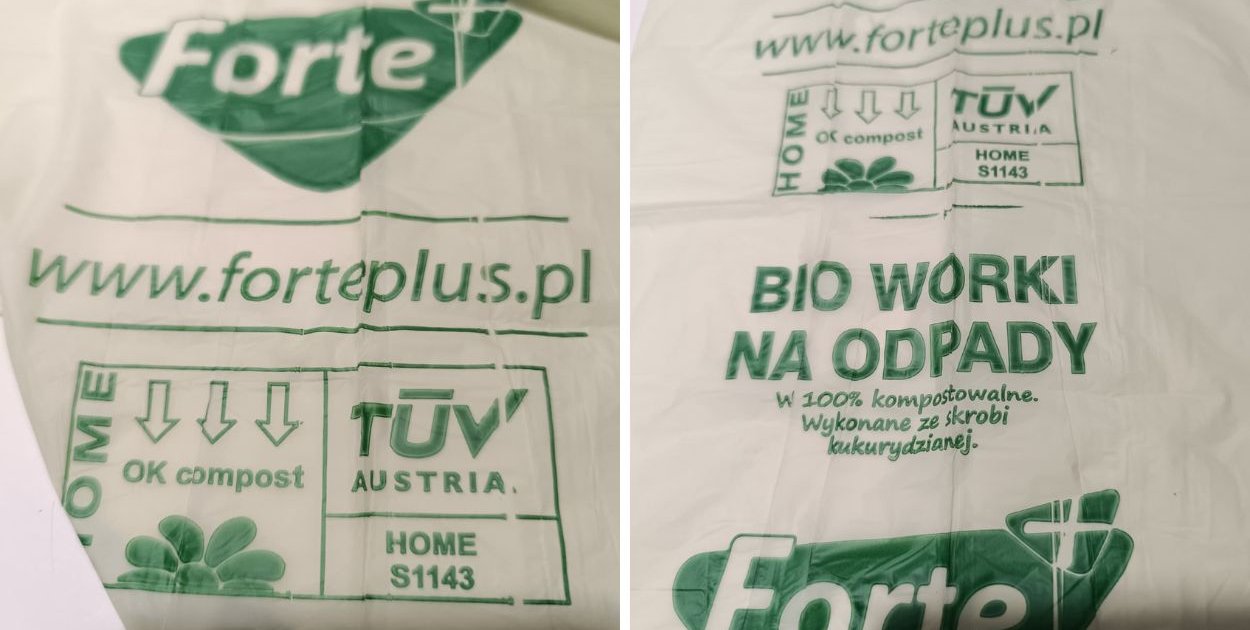 Forte
www.forteplus.pl
HOME
OK compost
TÜV
AUSTRIA
HOME
S1143
www.forteplus.pl
HOME
OK compost
TÜV
AUSTRIA
HOME
S1143
BIO WORKI
NA ODPADY
W 100% kompostowalne.
Wykonane ze skrobi
kukurydzianej.
Forte